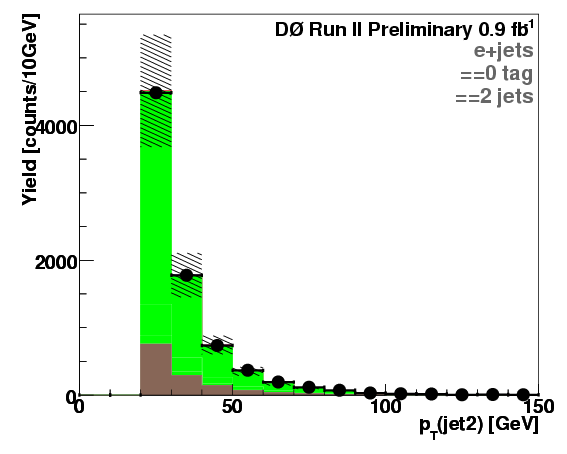 DØ Run II Preliminary 0.9 fb-1
e+jets
==0 tag
==2 jets
Yield [counts/10GeV]
4000
2000
0
0 50 100 150
pT(jet2) [GeV]